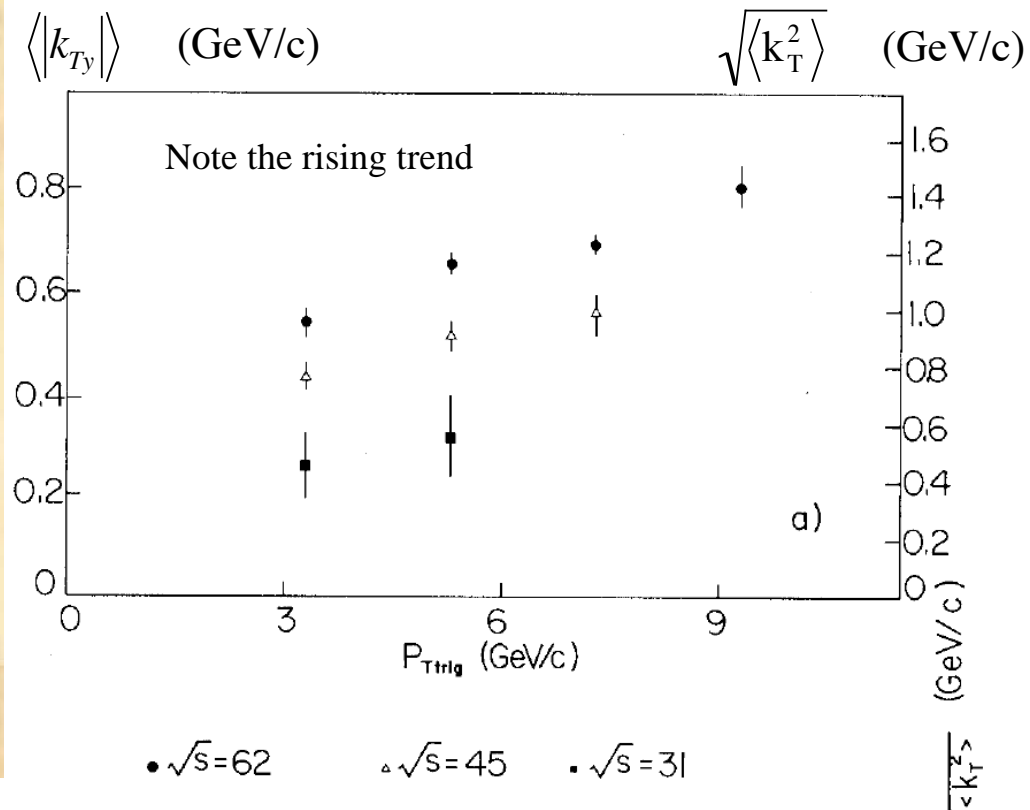 ⟨|k_Ty|⟩ (GeV/c) √⟨k_T^2⟩ (GeV/c)
Note the rising trend
1.6
0.8 1.4
1.2
0.6 1.0
0.4 0.8
0.6
0.2 0.4
a)
0.2
0 0
0 3 6 9
P_Ttrig (GeV/c)
(GeV/c)
√s=62 √s=45 √s=31
<k_T^2>